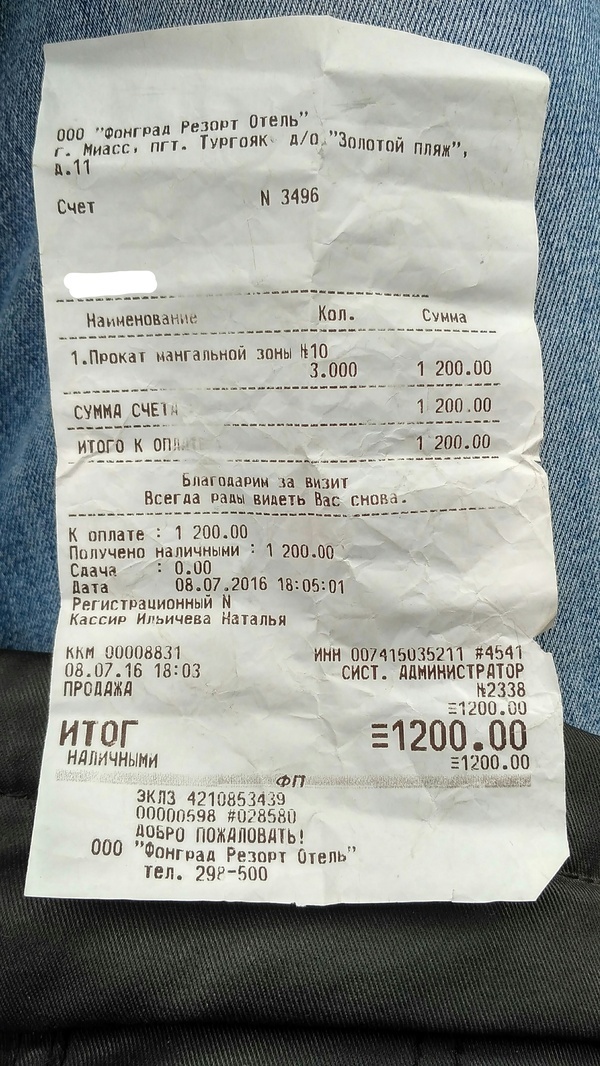 ООО "Фонград Резорт Отель"
г. Миасс, пгт. Тургояк д/о "Золотой пляж",
д.11
Счет N 3496
Наименование Кол. Сумма
1.Прокат мангальной зоны №10
3.000 1 200.00
СУММА СЧЕТА 1 200.00
ИТОГО К ОПЛАТЕ 1 200.00
Благодарим за визит
Всегда рады видеть Вас снова.
К оплате : 1 200.00
Получено наличными : 1 200.00
Сдача : 0.00
Дата 08.07.2016 18:05:01
Регистрационный N
Кассир Ильичева Наталья
ККМ 00008831 ИНН 007415035211 #4541
08.07.16 18:03 СИСТ. АДМИНИСТРАТОР
ПРОДАЖА №2338
≡1200.00
ИТОГ ≡1200.00
НАЛИЧНЫМИ ≡1200.00
ФП
ЭКЛЗ 4210853439
00000598 #028580
ДОБРО ПОЖАЛОВАТЬ!
ООО "Фонград Резорт Отель"
тел. 298-500